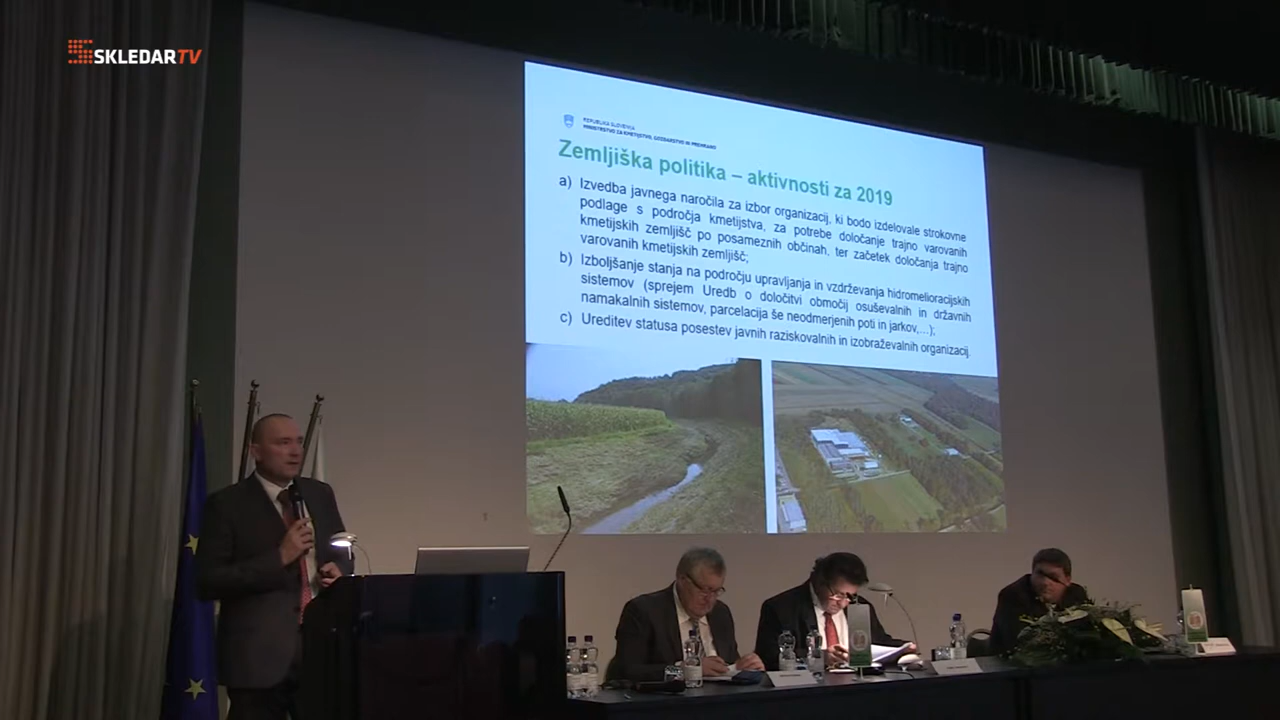 SKLEDARTV
REPUBLIKA SLOVENIJA
MINISTRSTVO ZA KMETIJSTVO, GOZDARSTVO IN PREHRANO
Zemljiška politika – aktivnosti za 2019
a) Izvedba javnega naročila za izbor organizacij, ki bodo izdelovale strokovne
podlage s področja kmetijstva, za potrebe določanje trajno varovanih
kmetijskih zemljišč po posameznih občinah, ter začetek določanja trajno
varovanih kmetijskih zemljišč;
b) Izboljšanje stanja na področju upravljanja in vzdrževanja hidromelioracijskih
sistemov (sprejem Uredb o določitvi območij osuševalnih in državnih
namakalnih sistemov, parcelacija še neodmerjenih poti in jarkov,…);
c) Ureditev statusa posestev javnih raziskovalnih in izobraževalnih organizacij.